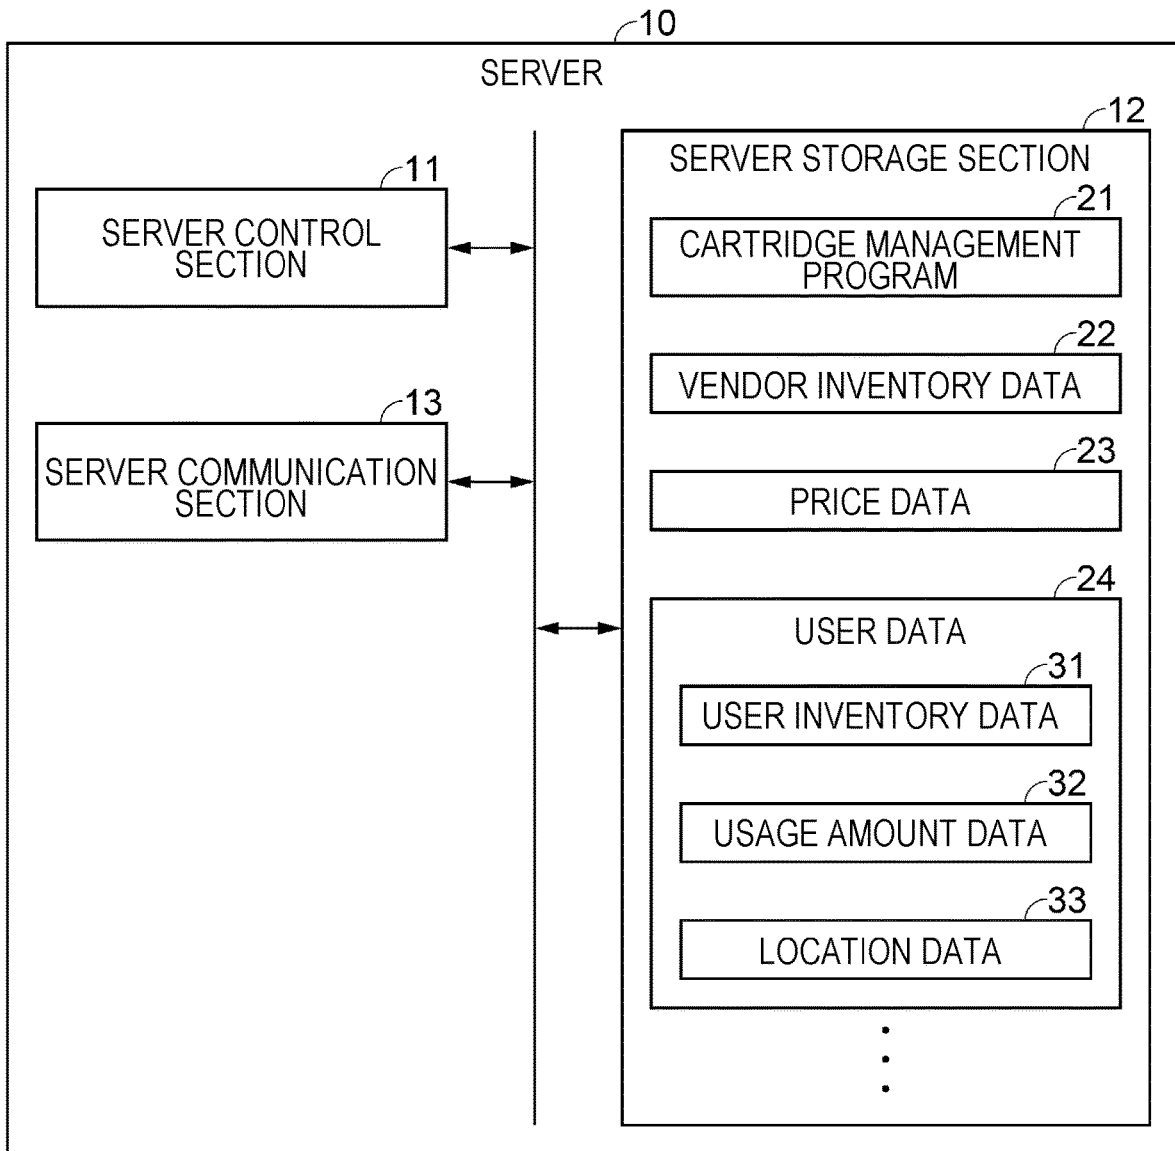 10
SERVER
11
SERVER CONTROL
SECTION
13
SERVER COMMUNICATION
SECTION
12
SERVER STORAGE SECTION
21
CARTRIDGE MANAGEMENT
PROGRAM
22
VENDOR INVENTORY DATA
23
PRICE DATA
24
USER DATA
31
USER INVENTORY DATA
32
USAGE AMOUNT DATA
33
LOCATION DATA